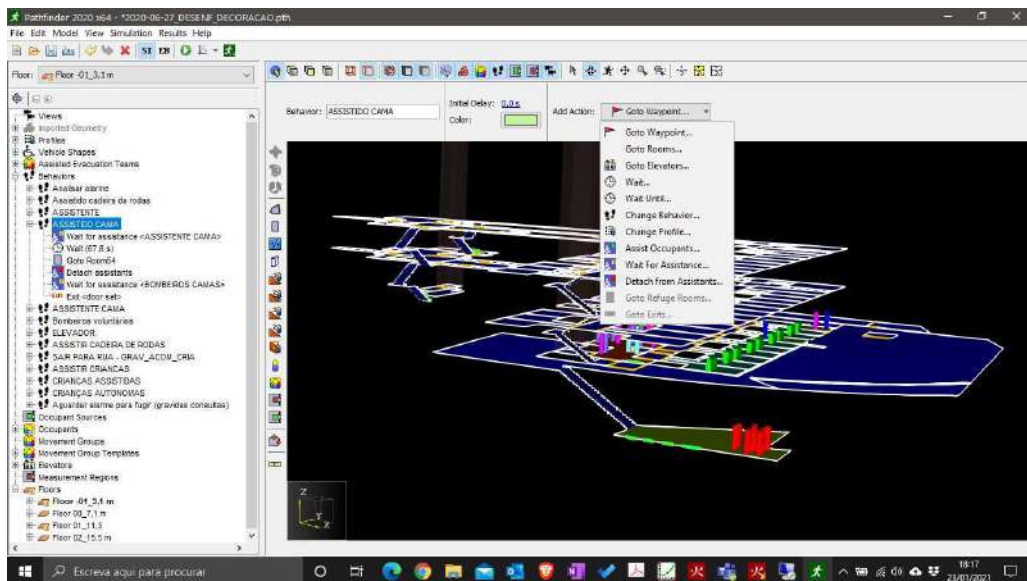 Pathfinder 2020 x64 - *2020-06-27_DESENF_DECORACAO.pth
File Edit Model View Simulation Results Help
Floor: Floor -01_3,1 m
Views
Imported Geometry
Profiles
Vehicle Shapes
Assisted Evacuation Teams
Behaviors
Analisar alarme
Assistido cadeira de rodas
ASSISTENTE
ASSISTIDO CAMA
Wait for assistance <ASSISTENTE CAMA>
Wait (67,8 s)
Goto Room64
Detach assistants
Wait for assistance <BOMBEIROS CAMAS>
Exit <door set>
ASSISTENTE CAMA
Bombeiros voluntários
ELEVADOR
ASSISTIR CADEIRA DE RODAS
SAIR PARA RUA - GRAV_ACOM_CRIA
ASSISTIR CRIANCAS
CRIANCAS ASSISTIDAS
CRIANCAS AUTONOMAS
Aguardar alarme para fugir (gravidas consultas)
Occupant Sources
Occupants
Movement Groups
Movement Group Templates
Elevators
Measurement Regions
Floors
Floor -01_3,1 m
Floor 00_7,1 m
Floor 01_11,3
Floor 02_15.5 m
Behavior: ASSISTIDO CAMA
Initial Delay: 0,0 s
Color:
Add Action: Goto Waypoint...
Goto Waypoint...
Goto Rooms...
Goto Elevators...
Wait...
Wait Until...
Change Behavior...
Change Profile...
Assist Occupants...
Wait For Assistance...
Detach from Assistants...
Goto Refuge Rooms...
Goto Exits...
Z
Y
X
Escreva aqui para procurar
18:17
23/01/2021